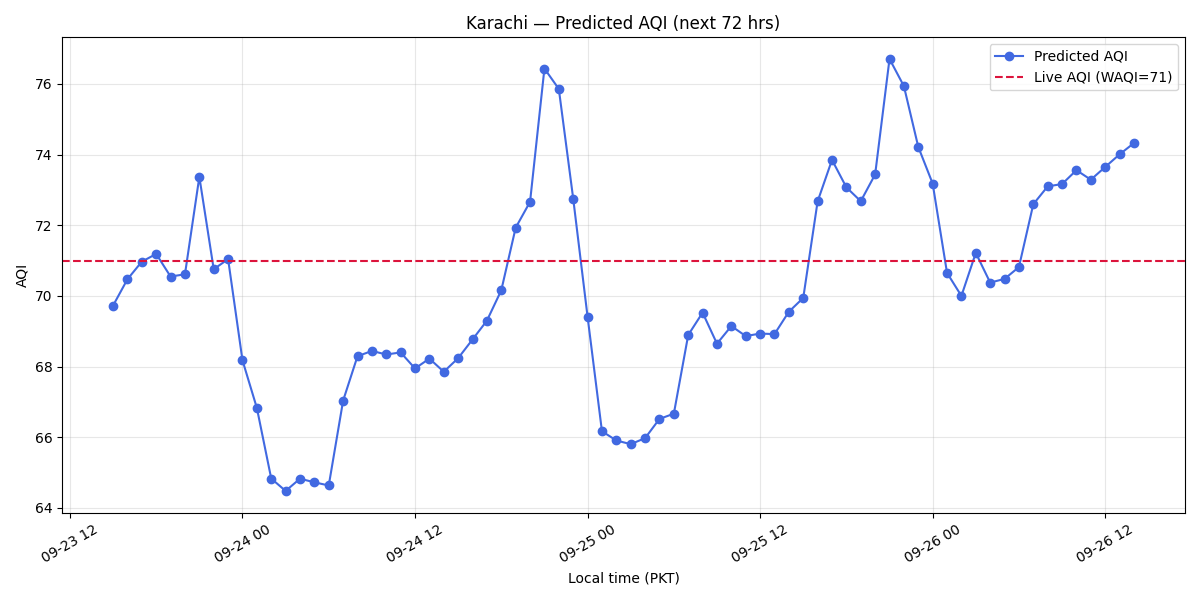 Karachi — Predicted AQI (next 72 hrs)
Predicted AQI
Live AQI (WAQI=71)
AQI
76
74
72
70
68
66
64
09-23 12
09-24 00
09-24 12
09-25 00
09-25 12
09-26 00
09-26 12
Local time (PKT)